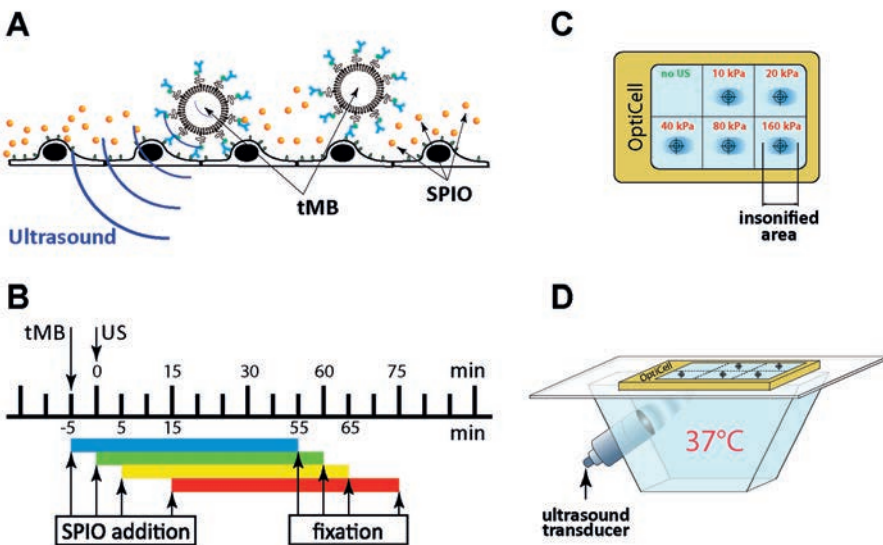 A
tMB
SPIO
Ultrasound
B
tMB
US
0 15 30 45 60 75 min
-5 5 15 55 65 min
SPIO addition
fixation
C
OptiCell
no US 10 kPa 20 kPa
40 kPa 80 kPa 160 kPa
insonified
area
D
OptiCell
37°C
ultrasound
transducer